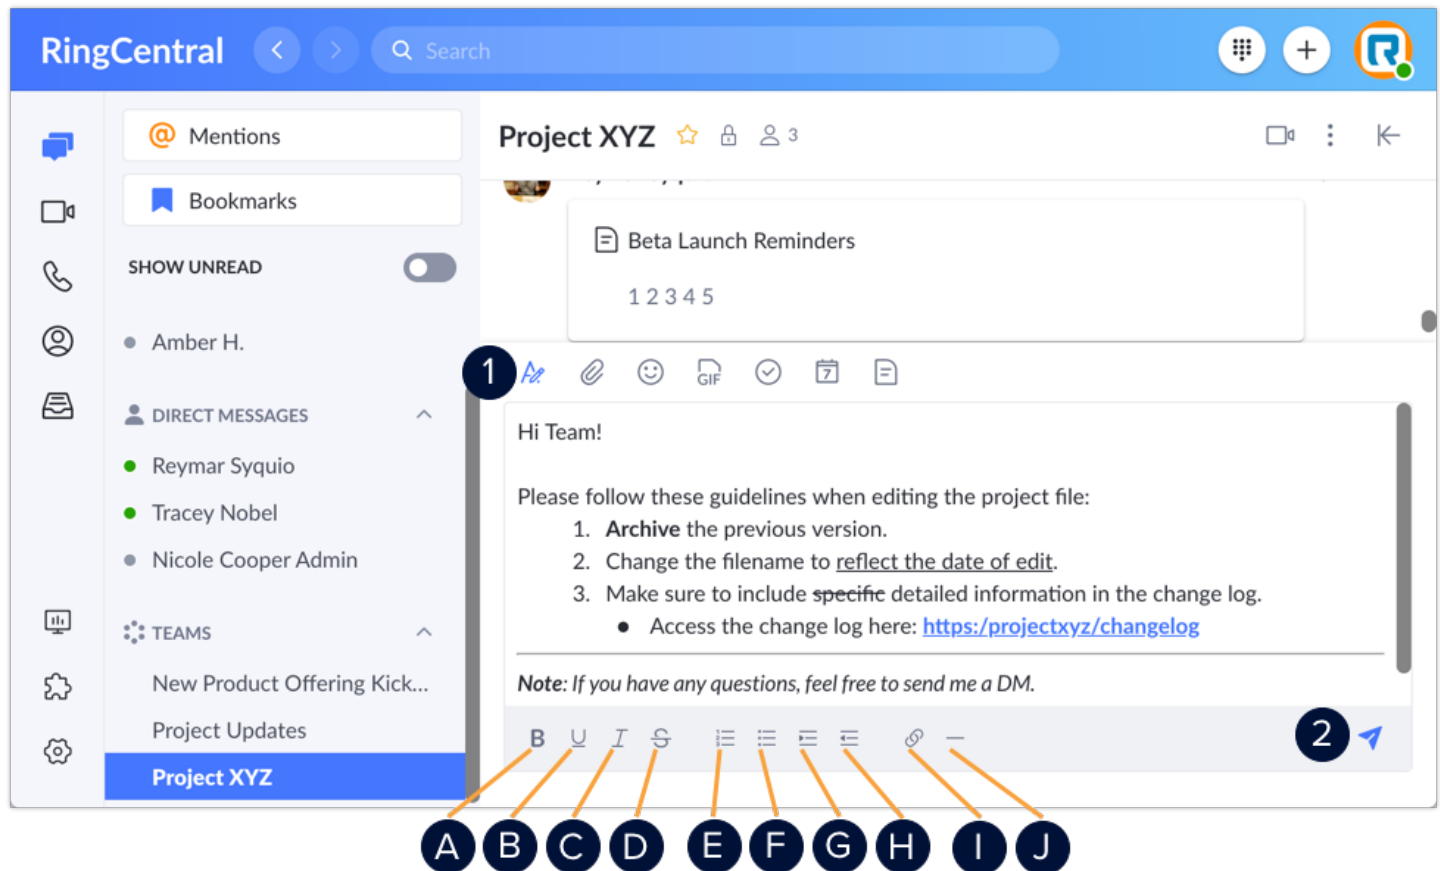 RingCentral
Search
Mentions
Bookmarks
SHOW UNREAD
Amber H.
DIRECT MESSAGES
Reymar Syquio
Tracey Nobel
Nicole Cooper Admin
TEAMS
New Product Offering Kick...
Project Updates
Project XYZ
Project XYZ
3
Beta Launch Reminders
1 2 3 4 5
1
GIF
7
Hi Team!
Please follow these guidelines when editing the project file:
1. Archive the previous version.
2. Change the filename to reflect the date of edit.
3. Make sure to include specific detailed information in the change log.
● Access the change log here: https:/projectxyz/changelog
Note: If you have any questions, feel free to send me a DM.
B U I S
2
A B C D E F G H I J